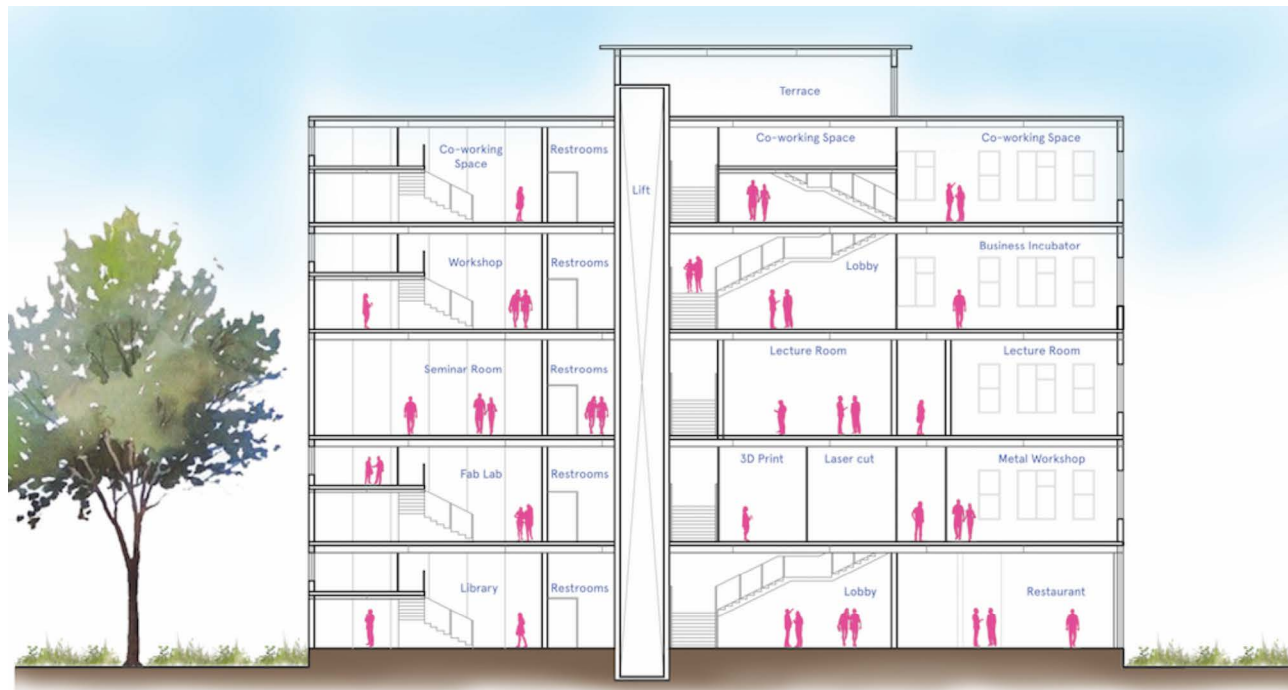 Terrace
Co-working
Space
Restrooms
Lift
Co-working Space
Co-working Space
Workshop
Restrooms
Lobby
Business Incubator
Seminar Room
Restrooms
Lecture Room
Lecture Room
Fab Lab
Restrooms
3D Print
Laser cut
Metal Workshop
Library
Restrooms
Lobby
Restaurant